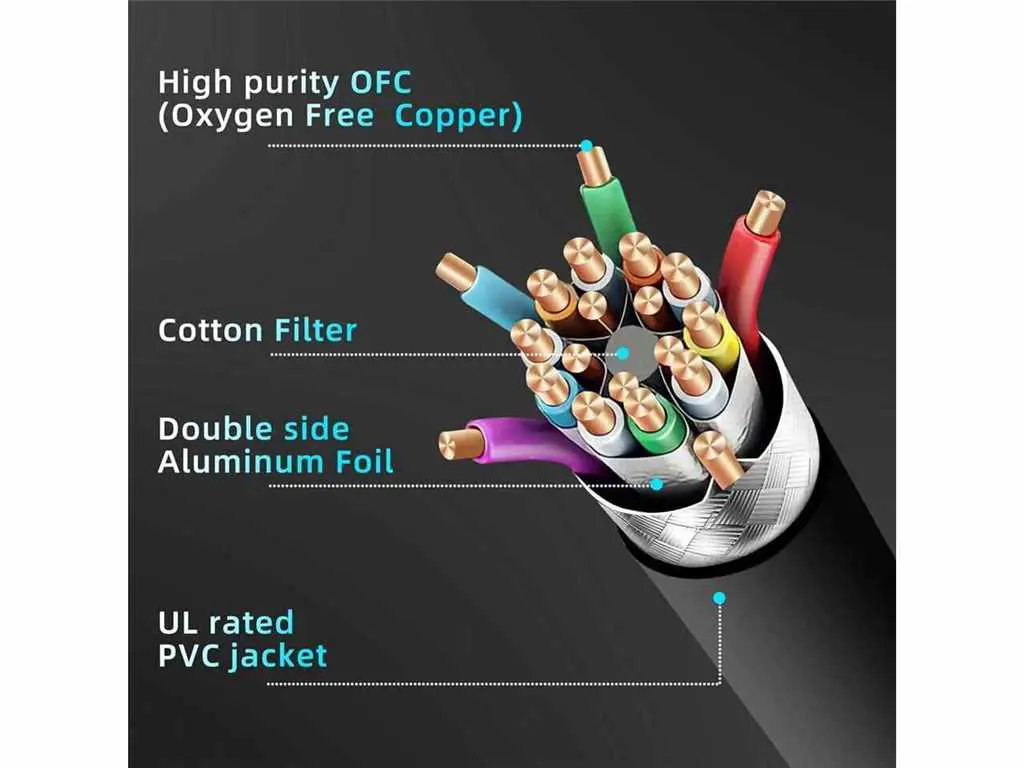 High purity OFC
(Oxygen Free Copper)
Cotton Filter
Double side
Aluminum Foil
UL rated
PVC jacket